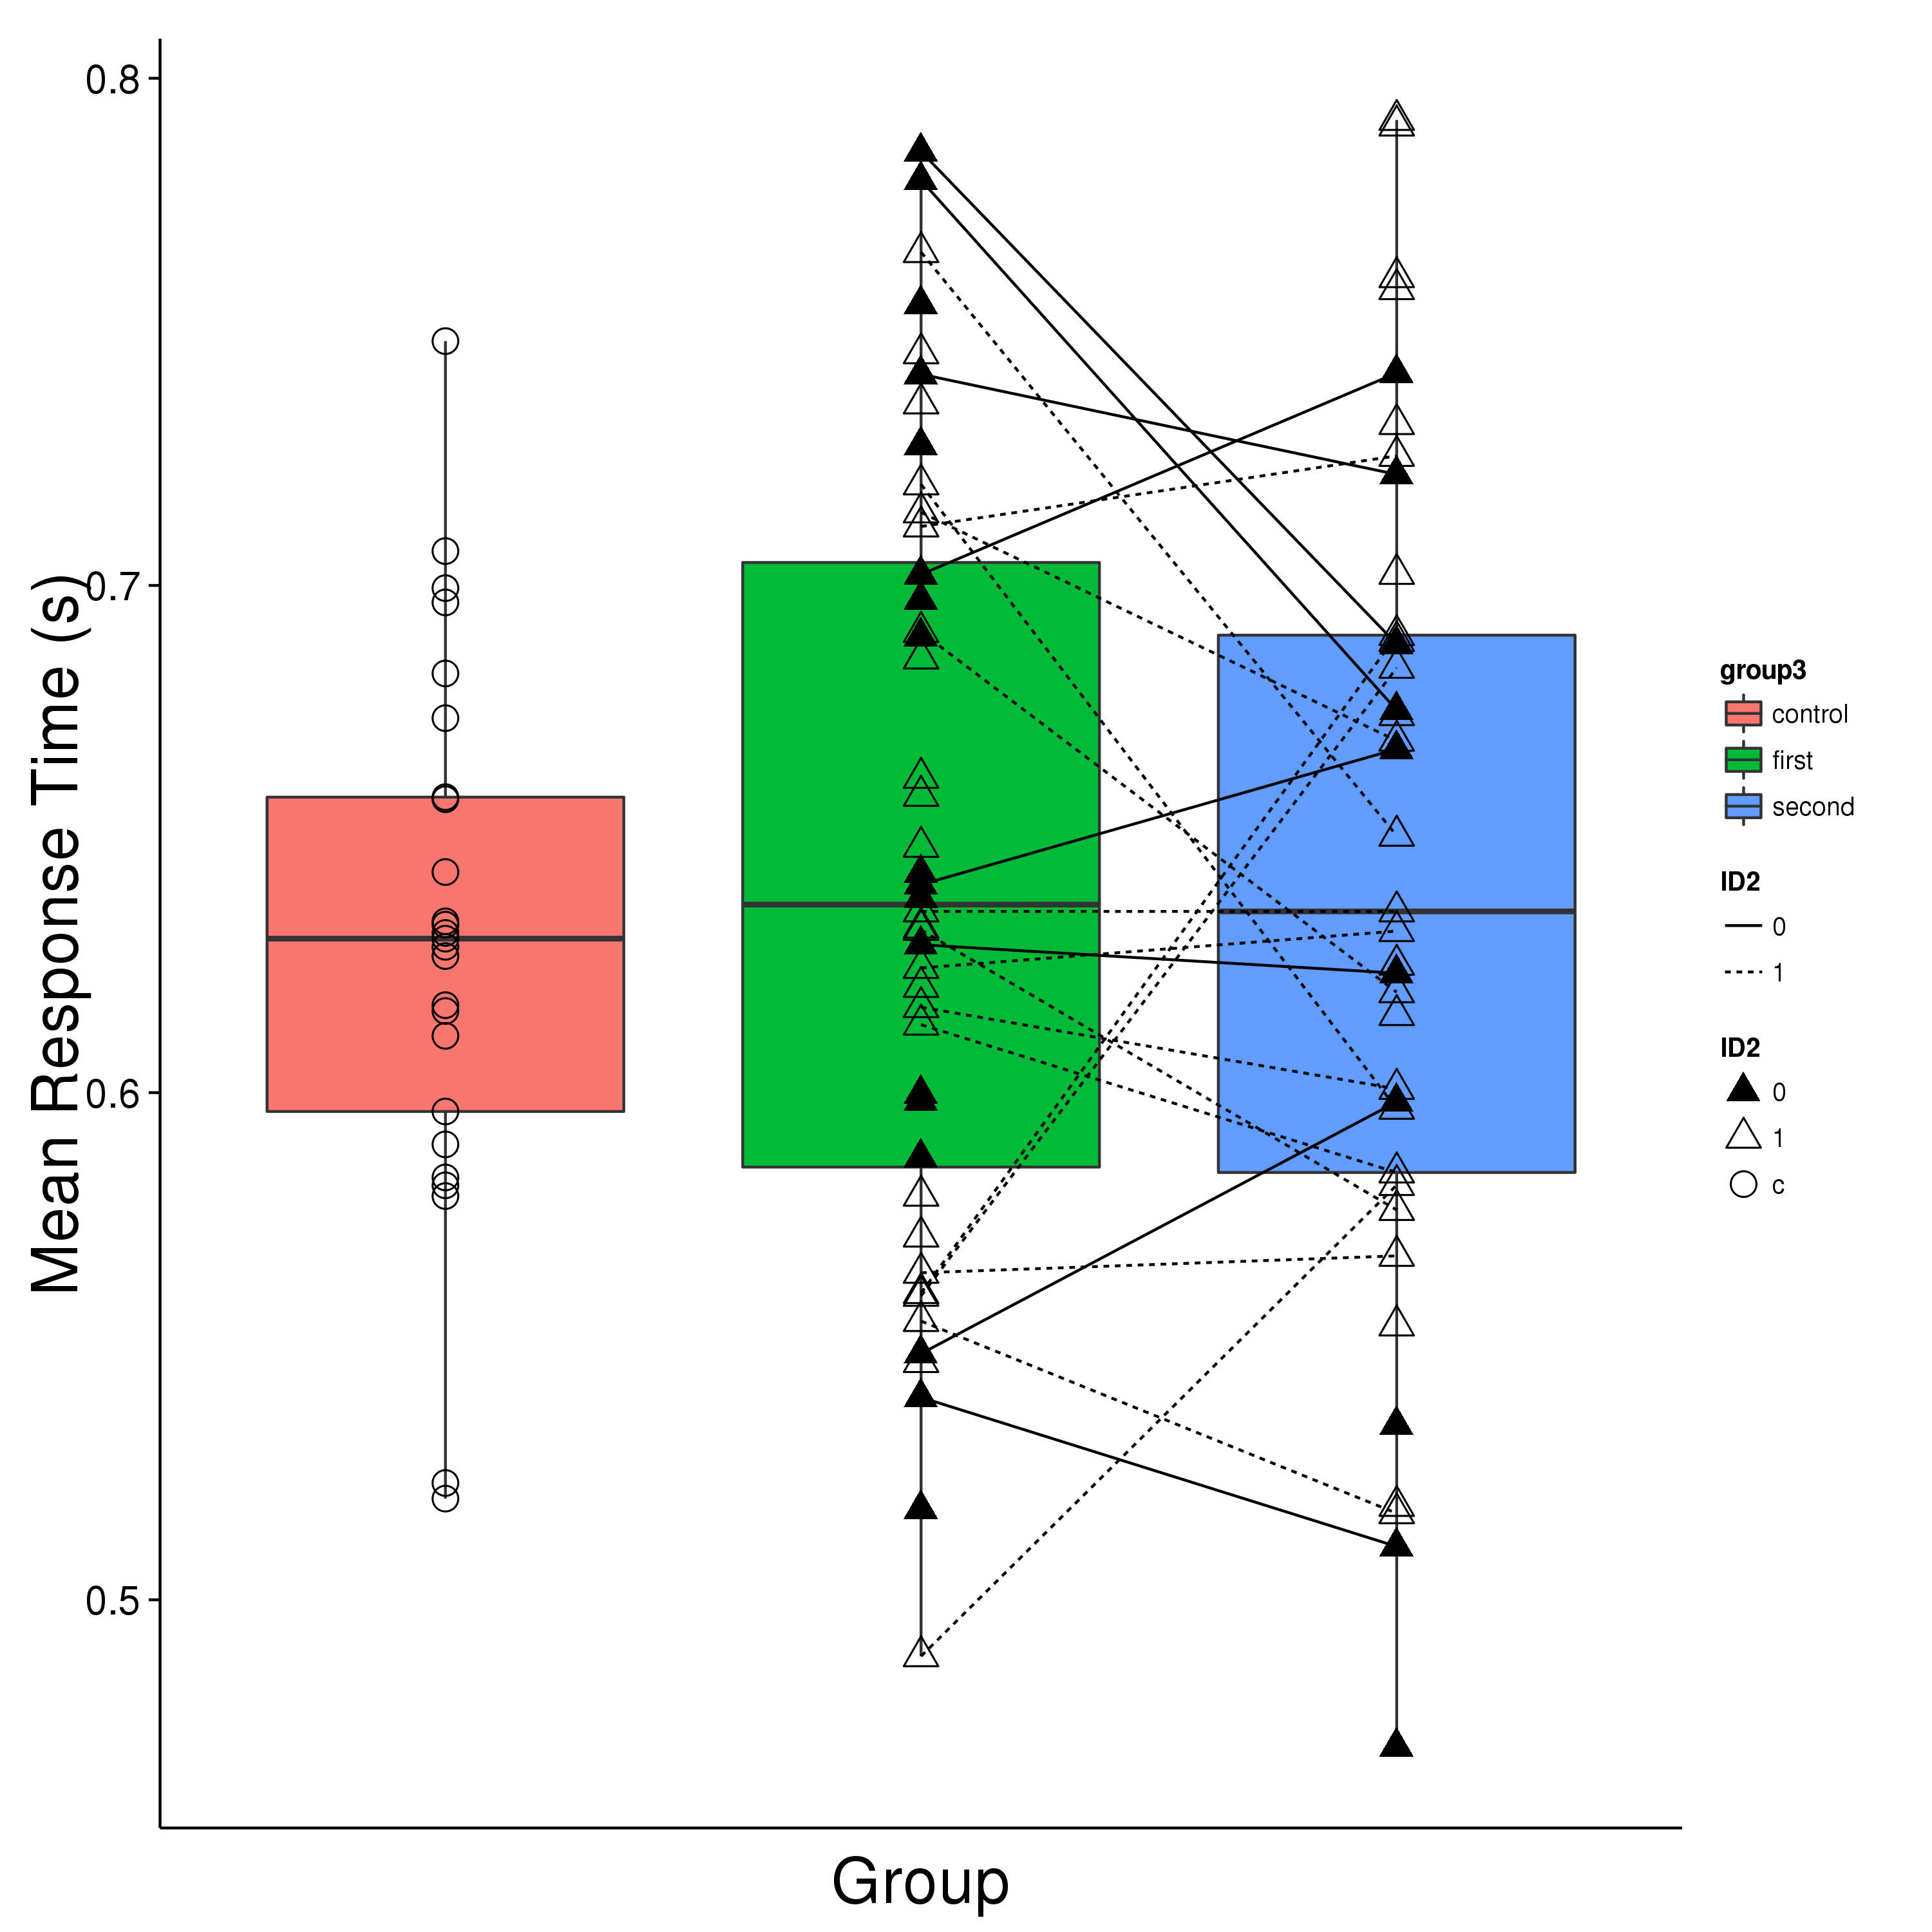 Mean Response Time (s)
0.8
0.7
0.6
0.5
Group
group3
control
first
second
ID2
0
1
ID2
0
1
c